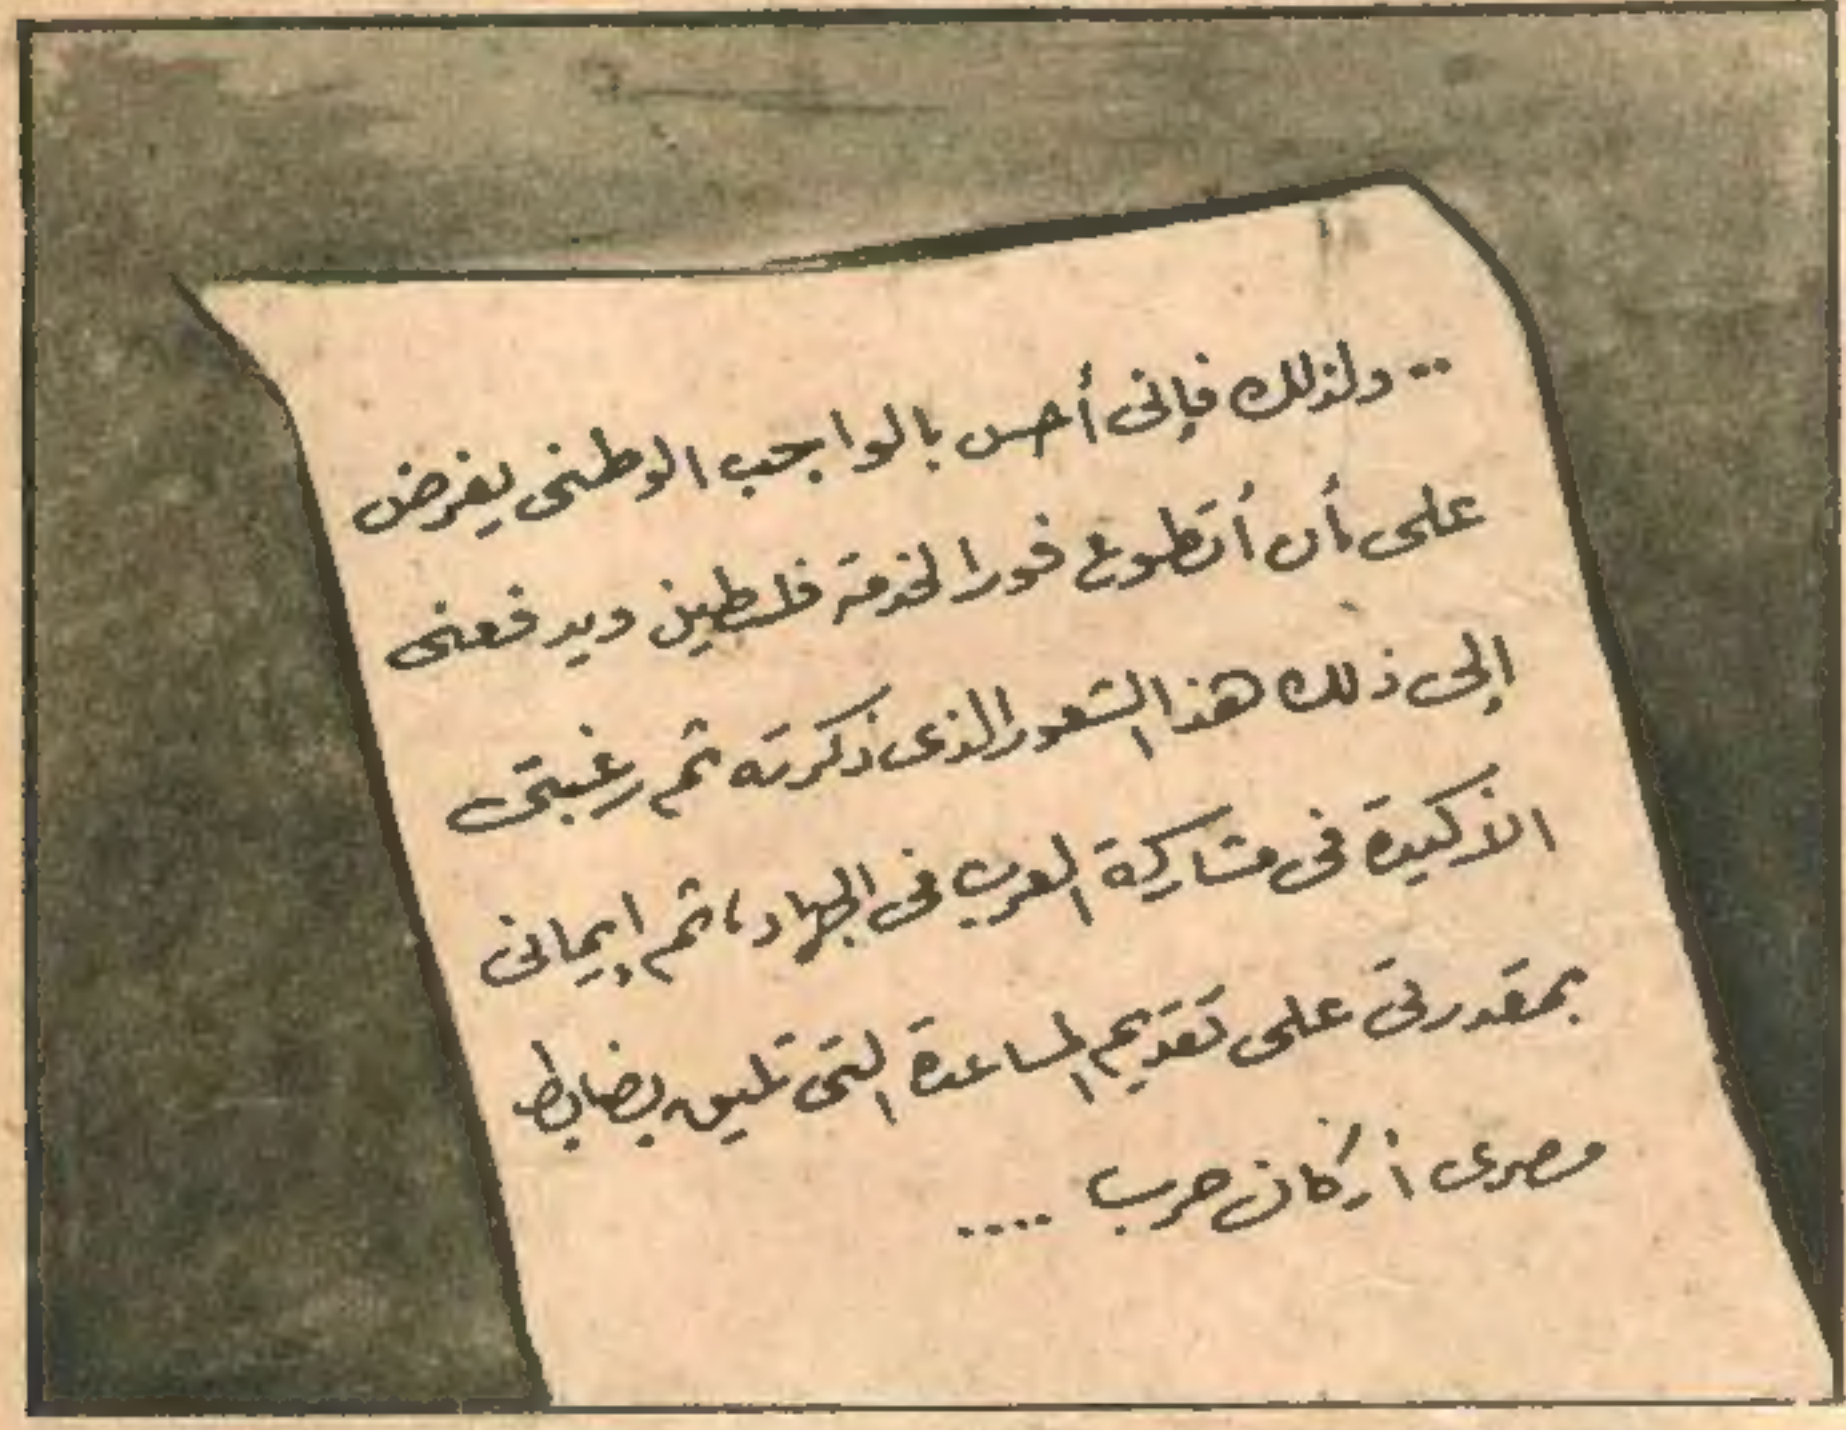 .. ولذلك فإنى أحس بالواجب الوطنى يفرض
على أن أتطوع فورا لخدمة فلسطين ويدفعنى
إلى ذلك هذا الشعور الذى ذكرته ثم رغبتى
الأكيدة فى مشاركة العرب فى الجهاد، ثم إيمانى
بمقدرتى على تقديم المساعدة التى تليق بضابط
مصرى أركان حرب ....